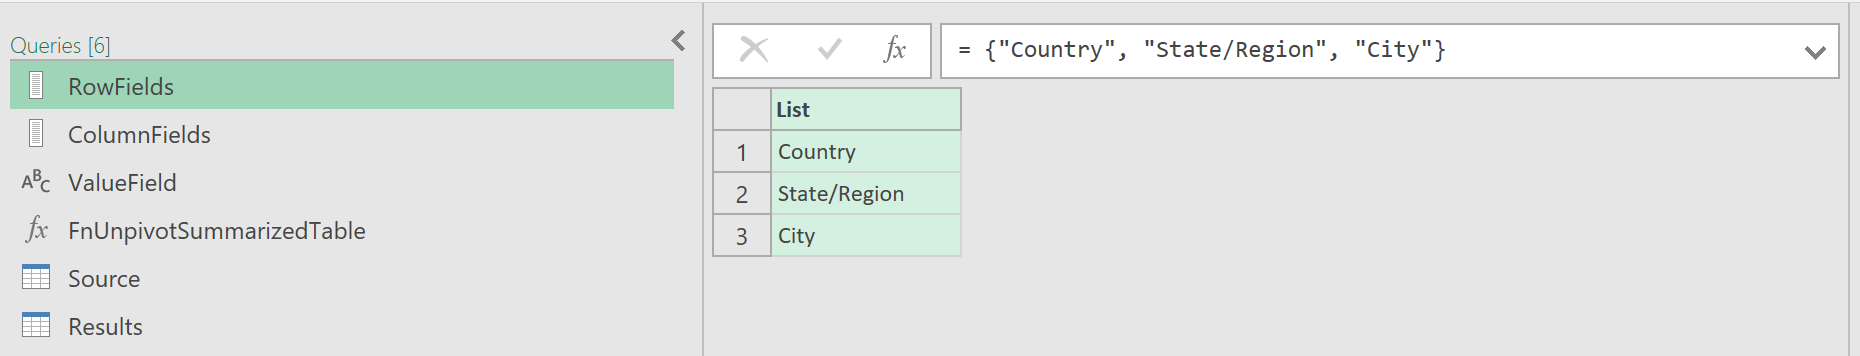 Queries [6]
RowFields
ColumnFields
ABC ValueField
fx FnUnpivotSummarizedTable
Source
Results
fx = {"Country", "State/Region", "City"}
List
1 Country
2 State/Region
3 City